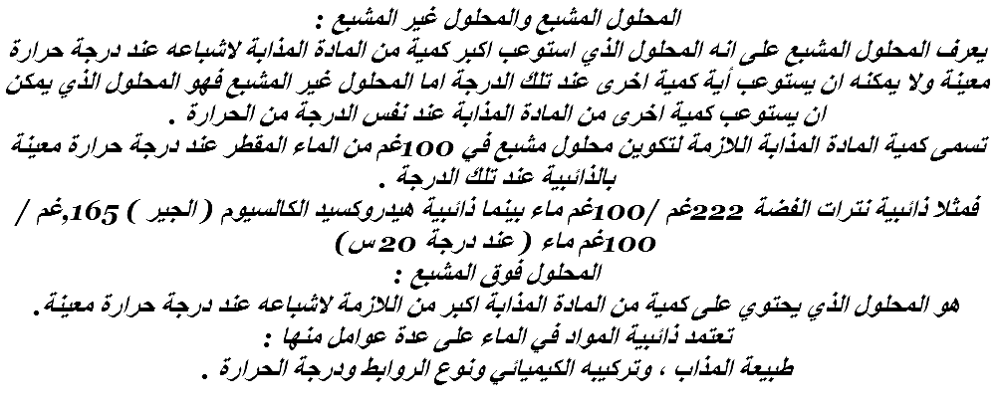 المحلول المشبع والمحلول غير المشبع :
يعرف المحلول المشبع على انه المحلول الذي استوعب اكبر كمية من المادة المذابة لاشباعه عند درجة حرارة
معينة ولا يمكنه ان يستوعب أية كمية اخرى عند تلك الدرجة اما المحلول غير المشبع فهو المحلول الذي يمكن
ان يستوعب كمية اخرى من المادة المذابة عند نفس الدرجة من الحرارة .
تسمى كمية المادة المذابة اللازمة لتكوين محلول مشبع في 100غم من الماء المقطر عند درجة حرارة معينة
بالذائبية عند تلك الدرجة .
فمثلا ذائبية نترات الفضة 222غم /100غم ماء بينما ذائبية هيدروكسيد الكالسيوم ( الجير ) 165,غم /
100غم ماء ( عند درجة 20 س)
المحلول فوق المشبع :
هو المحلول الذي يحتوي على كمية من المادة المذابة اكبر من اللازمة لاشباعه عند درجة حرارة معينة.
تعتمد ذائبية المواد في الماء على عدة عوامل منها :
طبيعة المذاب ، وتركيبه الكيميائي ونوع الروابط ودرجة الحرارة .